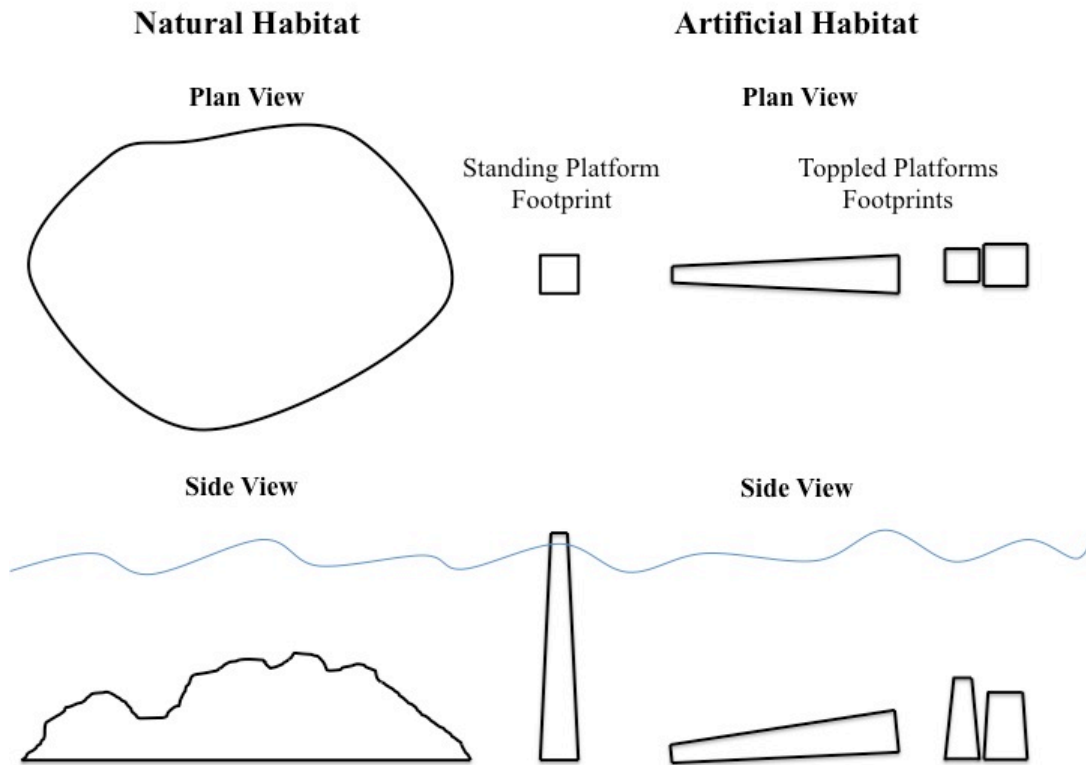 Natural Habitat
Artificial Habitat
Plan View
Plan View
Standing Platform
Footprint
Toppled Platforms
Footprints
Side View
Side View